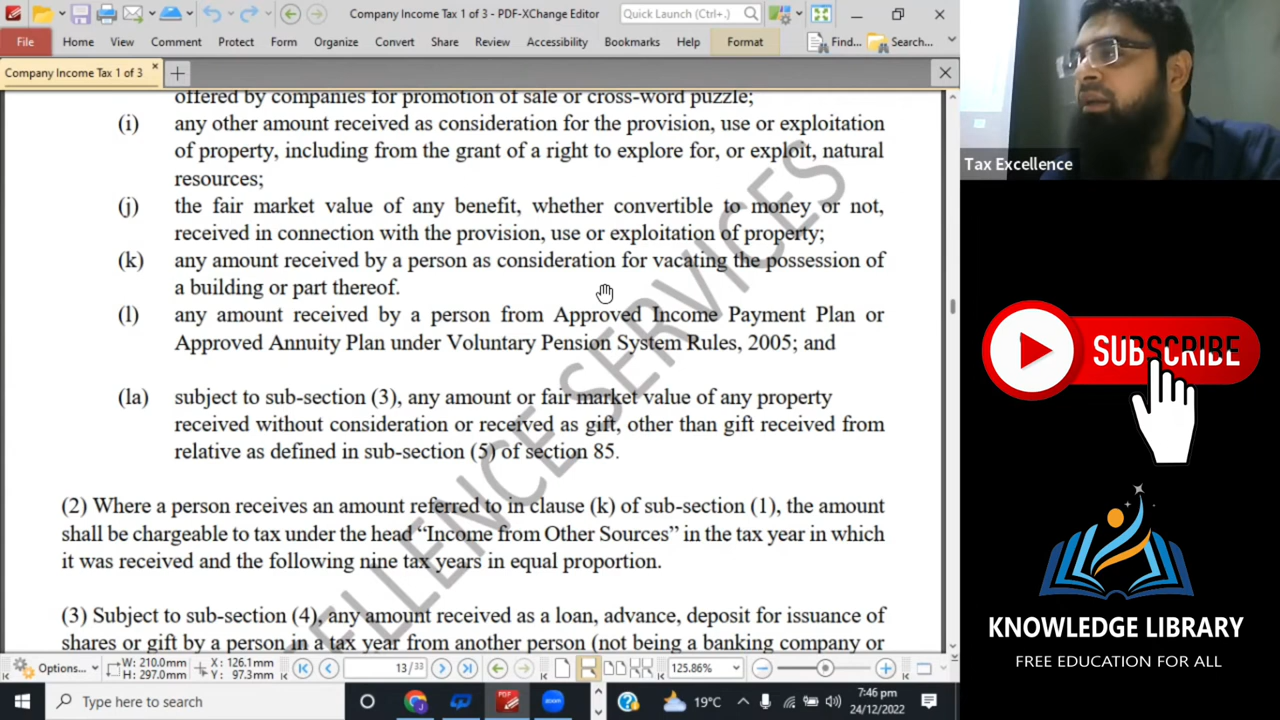 Company Income Tax 1 of 3 - PDF-XChange Editor
Quick Launch (Ctrl+.)
File Home View Comment Protect Form Organize Convert Share Review Accessibility Bookmarks Help Format Find... Search...
Company Income Tax 1 of 3
offered by companies for promotion of sale or cross-word puzzle;
(i) any other amount received as consideration for the provision, use or exploitation
of property, including from the grant of a right to explore for, or exploit, natural
resources;
(j) the fair market value of any benefit, whether convertible to money or not,
received in connection with the provision, use or exploitation of property;
(k) any amount received by a person as consideration for vacating the possession of
a building or part thereof.
(l) any amount received by a person from Approved Income Payment Plan or
Approved Annuity Plan under Voluntary Pension System Rules, 2005; and
(la) subject to sub-section (3), any amount or fair market value of any property
received without consideration or received as gift, other than gift received from
relative as defined in sub-section (5) of section 85.
(2) Where a person receives an amount referred to in clause (k) of sub-section (1), the amount
shall be chargeable to tax under the head “Income from Other Sources” in the tax year in which
it was received and the following nine tax years in equal proportion.
(3) Subject to sub-section (4), any amount received as a loan, advance, deposit for issuance of
shares or gift by a person in a tax year from another person (not being a banking company or
ELLENCE SERVICES
Options...
W: 210.0mm
H: 297.0mm
X: 126.1mm
Y: 97.3mm
13 / 33
125.86%
Type here to search
PDF
zoom
19°C
7:46 pm
24/12/2022
Tax Excellence
SUBSCRIBE
KNOWLEDGE LIBRARY
FREE EDUCATION FOR ALL